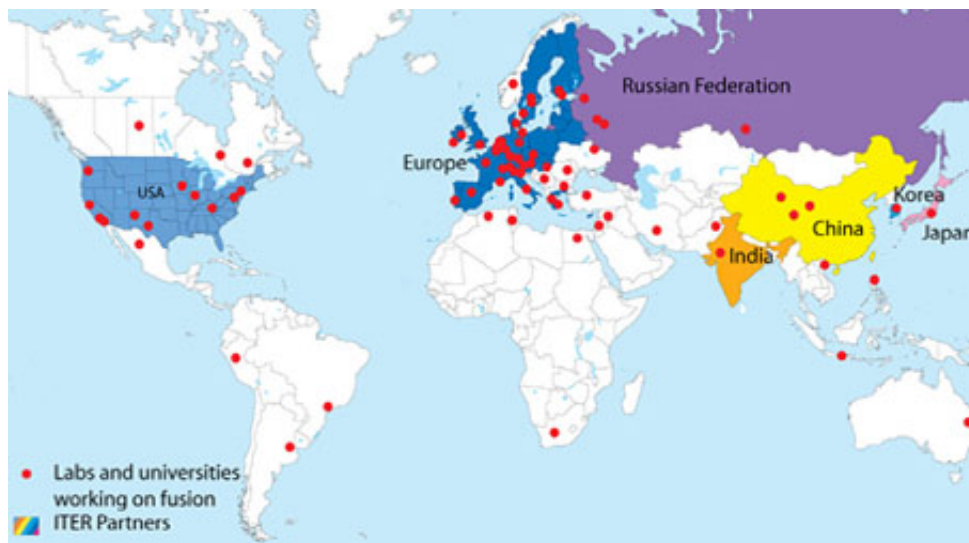 Russian Federation
Europe
USA
Korea
China
Japan
India
Labs and universities
working on fusion
ITER Partners